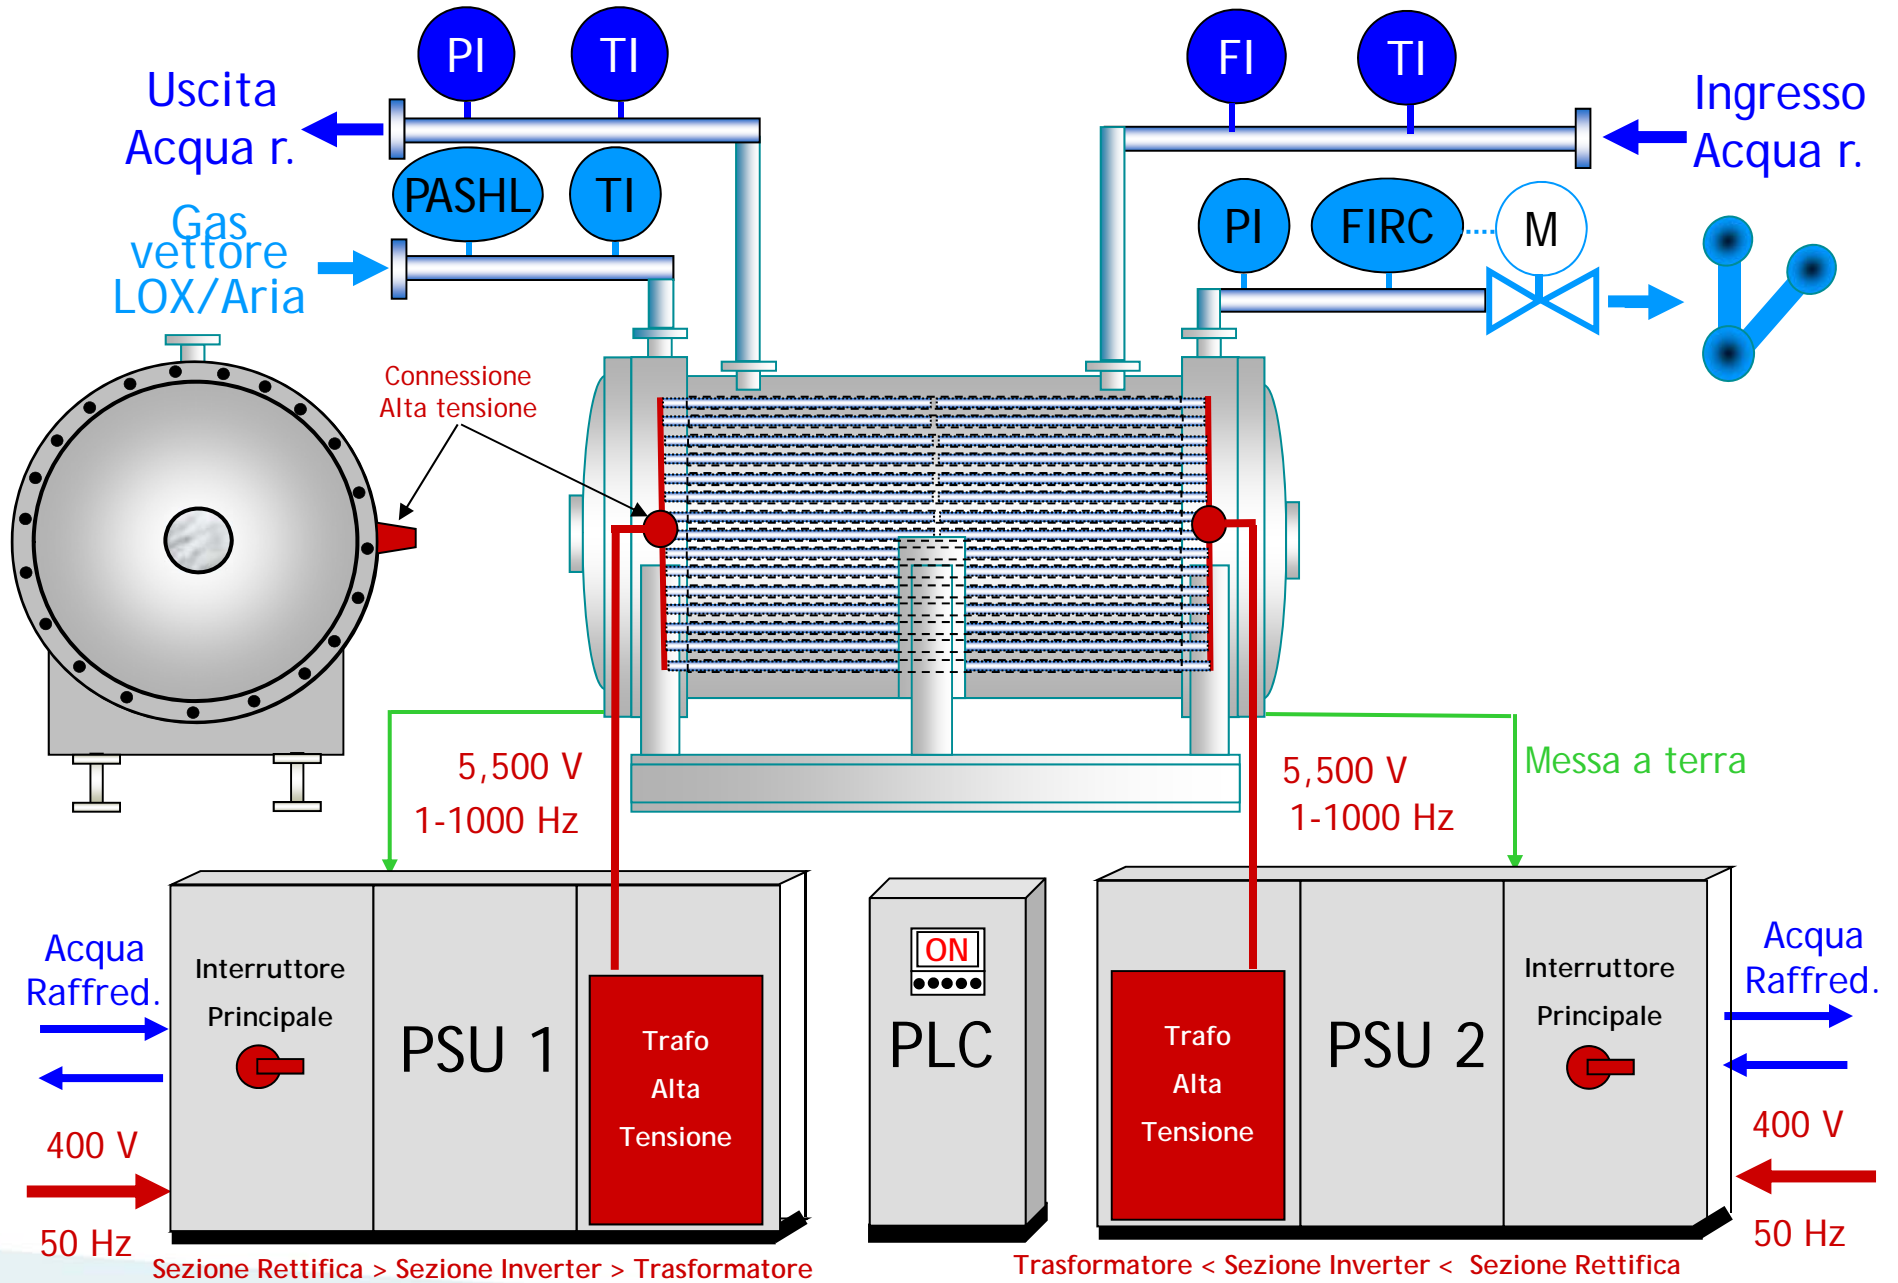 PI
TI
FI
TI
Uscita
Acqua r.
Ingresso
Acqua r.
PASHL
TI
PI
FIRC
M
Gas
vettore
LOX/Aria
Connessione
Alta tensione
5,500 V
1-1000 Hz
5,500 V
1-1000 Hz
Messa a terra
Acqua
Raffred.
400 V
50 Hz
Interruttore
Principale
PSU 1
Trafo
Alta
Tensione
ON
PLC
Trafo
Alta
Tensione
PSU 2
Interruttore
Principale
Acqua
Raffred.
400 V
50 Hz
Sezione Rettifica > Sezione Inverter > Trasformatore
Trasformatore < Sezione Inverter < Sezione Rettifica